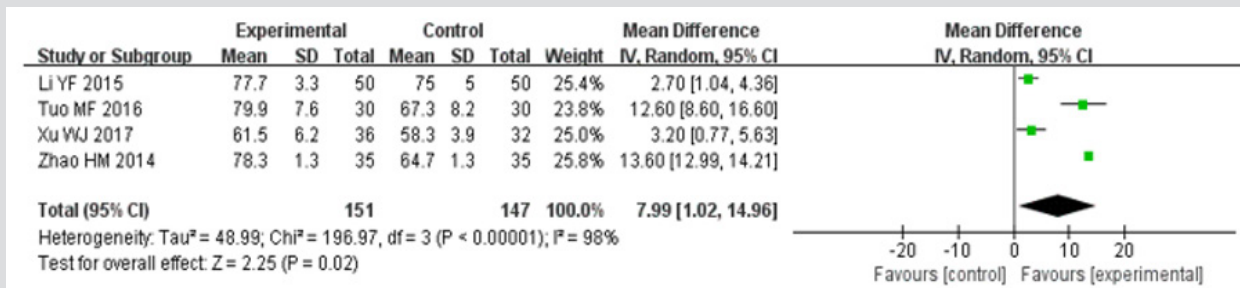 Experimental Control Mean Difference Mean Difference
Study or Subgroup Mean SD Total Mean SD Total Weight IV, Random, 95% CI IV, Random, 95% CI
Li YF 2015 77.7 3.3 50 75 5 50 25.4% 2.70 [1.04, 4.36]
Tuo MF 2016 79.9 7.6 30 67.3 8.2 30 23.8% 12.60 [8.60, 16.60]
Xu WJ 2017 61.5 6.2 36 58.3 3.9 32 25.0% 3.20 [0.77, 5.63]
Zhao HM 2014 78.3 1.3 35 64.7 1.3 35 25.8% 13.60 [12.99, 14.21]
Total (95% CI) 151 147 100.0% 7.99 [1.02, 14.96]
Heterogeneity: Tau² = 48.99; Chi² = 196.97, df = 3 (P < 0.00001); I² = 98%
Test for overall effect: Z = 2.25 (P = 0.02)
-20 -10 0 10 20
Favours [control] Favours [experimental]